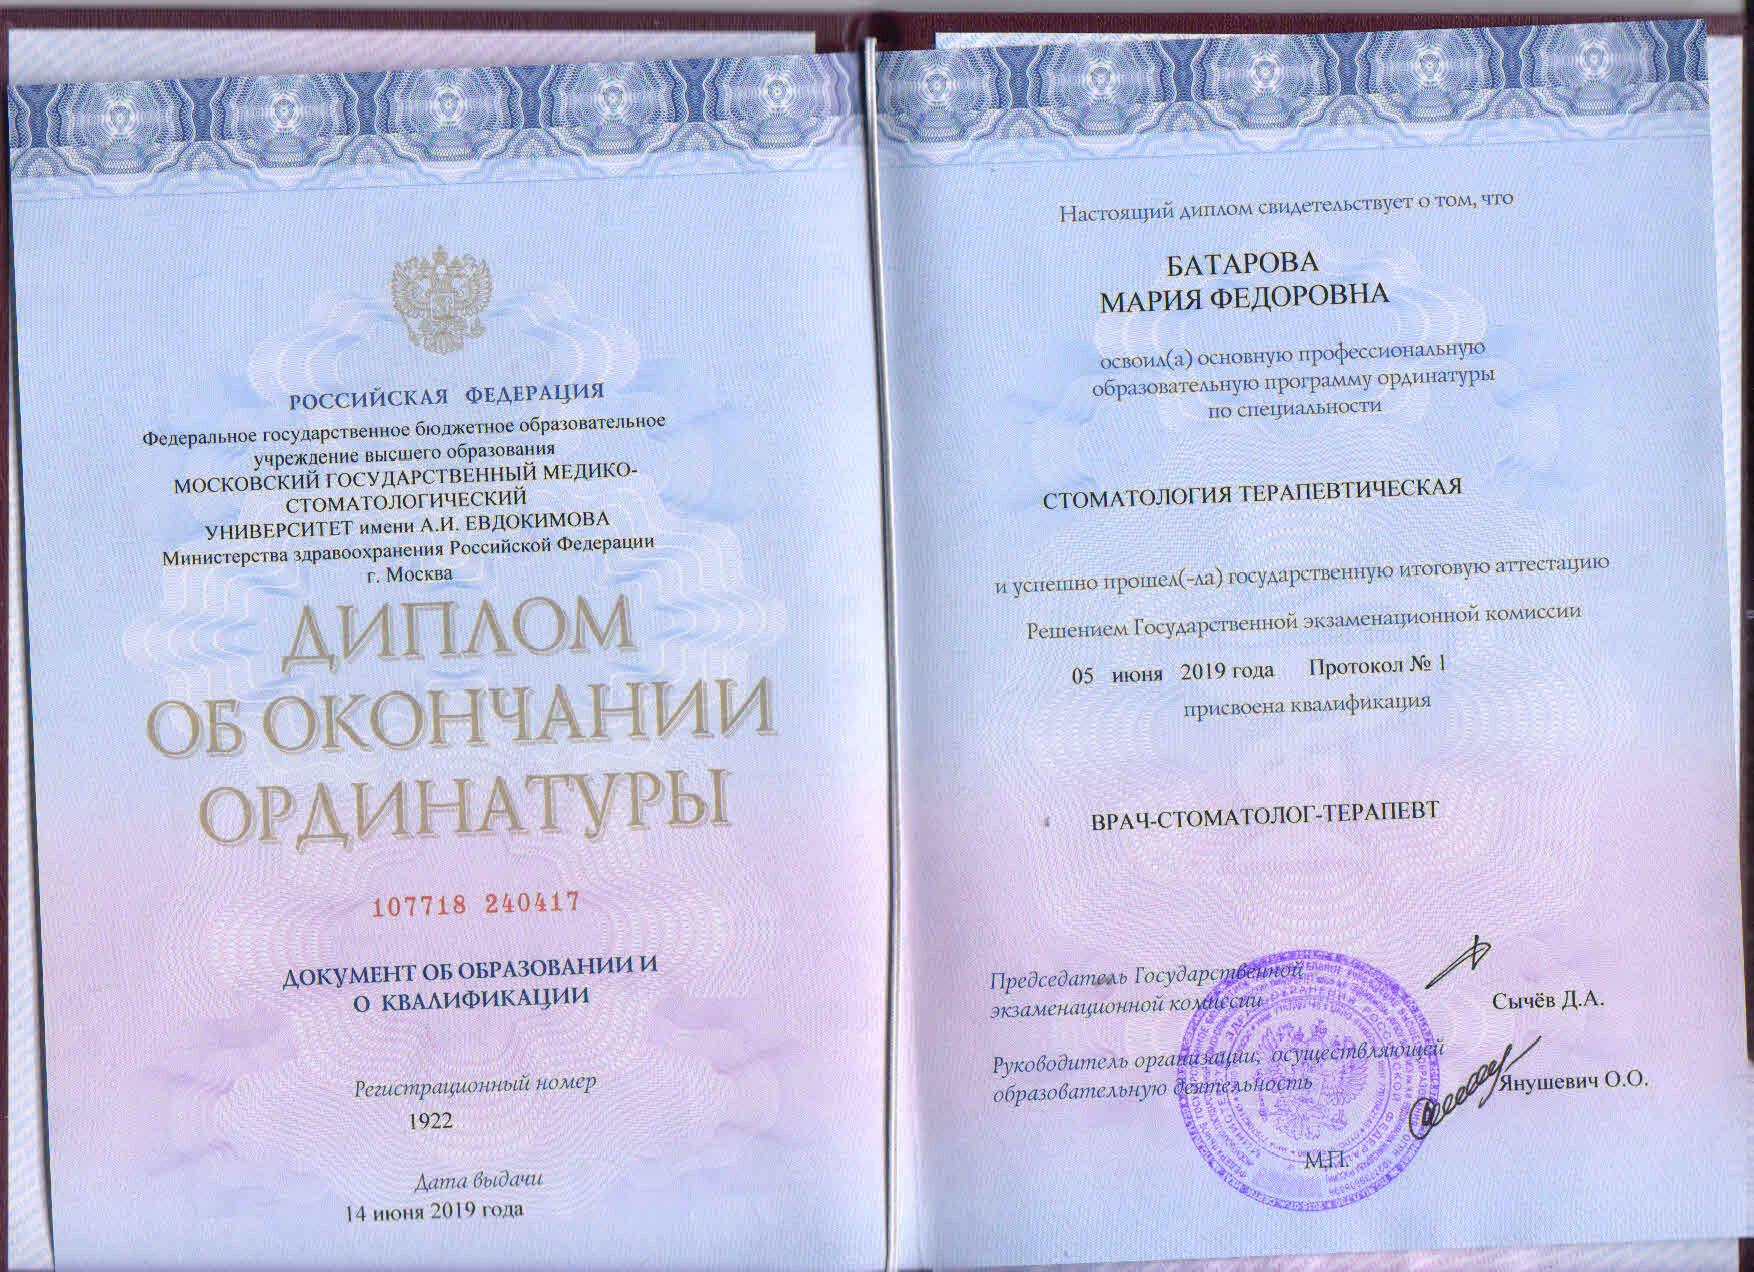 РОССИЙСКАЯ ФЕДЕРАЦИЯ
Федеральное государственное бюджетное образовательное
учреждение высшего образования
МОСКОВСКИЙ ГОСУДАРСТВЕННЫЙ МЕДИКО-
СТОМАТОЛОГИЧЕСКИЙ
УНИВЕРСИТЕТ имени А.И. ЕВДОКИМОВА
Министерства здравоохранения Российской Федерации
г. Москва
ДИПЛОМ
ОБ ОКОНЧАНИИ
ОРДИНАТУРЫ
107718 240417
ДОКУМЕНТ ОБ ОБРАЗОВАНИИ И
О КВАЛИФИКАЦИИ
Регистрационный номер
1922
Дата выдачи
14 июня 2019 года
Настоящий диплом свидетельствует о том, что
БАТАРОВА
МАРИЯ ФЕДОРОВНА
освоил(а) основную профессиональную
образовательную программу ординатуры
по специальности
СТОМАТОЛОГИЯ ТЕРАПЕВТИЧЕСКАЯ
и успешно прошел(-ла) государственную итоговую аттестацию
Решением Государственной экзаменационной комиссии
05 июня 2019 года Протокол № 1
присвоена квалификация
ВРАЧ-СТОМАТОЛОГ-ТЕРАПЕВТ
Председатель Государственной
экзаменационной комиссии
Сычёв Д.А.
Руководитель организации, осуществляющей
образовательную деятельность
Янушевич О.О.
М.П.